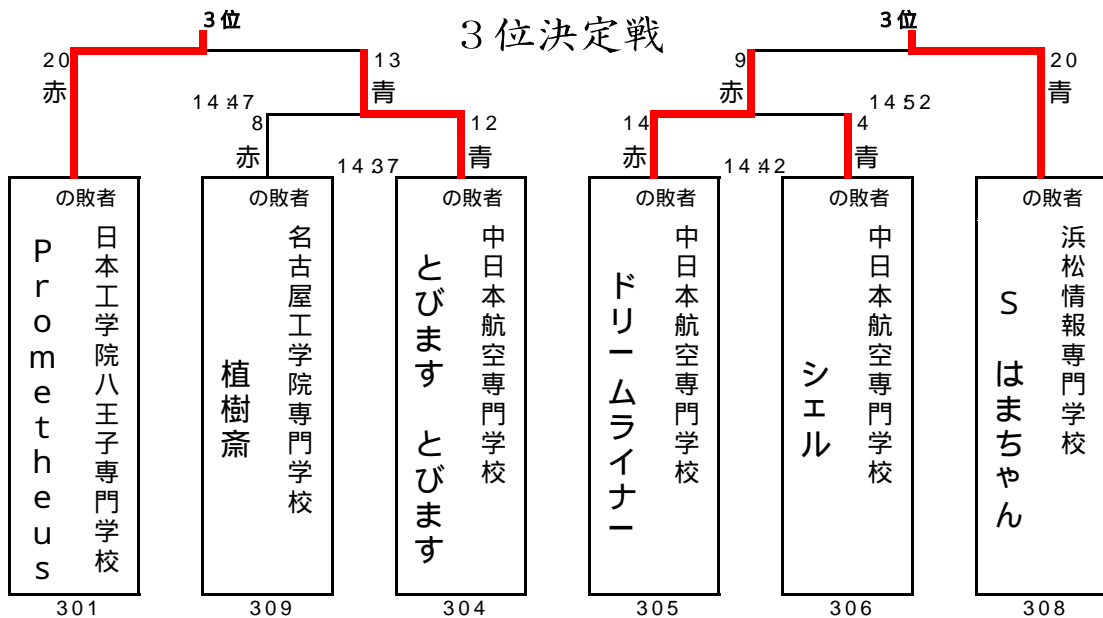 3位決定戦
3位
3位
20
赤
13
青
9
赤
20
青
14:47
14:52
8
赤
12
青
14
赤
4
青
14:37
14:42
の敗者
日本工学院八王子専門学校
Prometheus
301
の敗者
名古屋工学院専門学校
植樹斎
309
の敗者
中日本航空専門学校
とびます とびます
304
の敗者
中日本航空専門学校
ドリームライナー
305
の敗者
中日本航空専門学校
シェル
306
の敗者
浜松情報専門学校
S はまちゃん
308